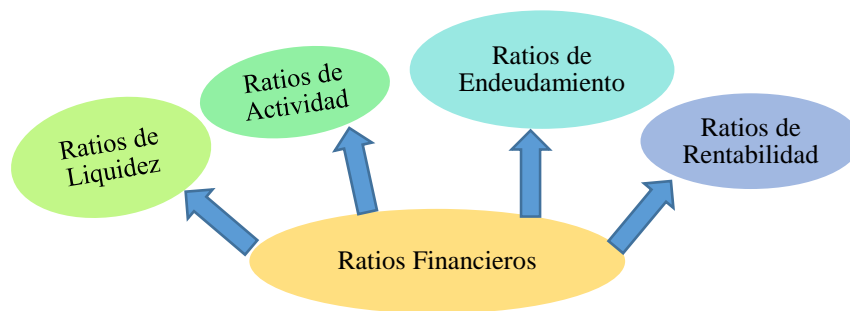 Ratios de
Liquidez
Ratios de
Actividad
Ratios de
Endeudamiento
Ratios de
Rentabilidad
Ratios Financieros